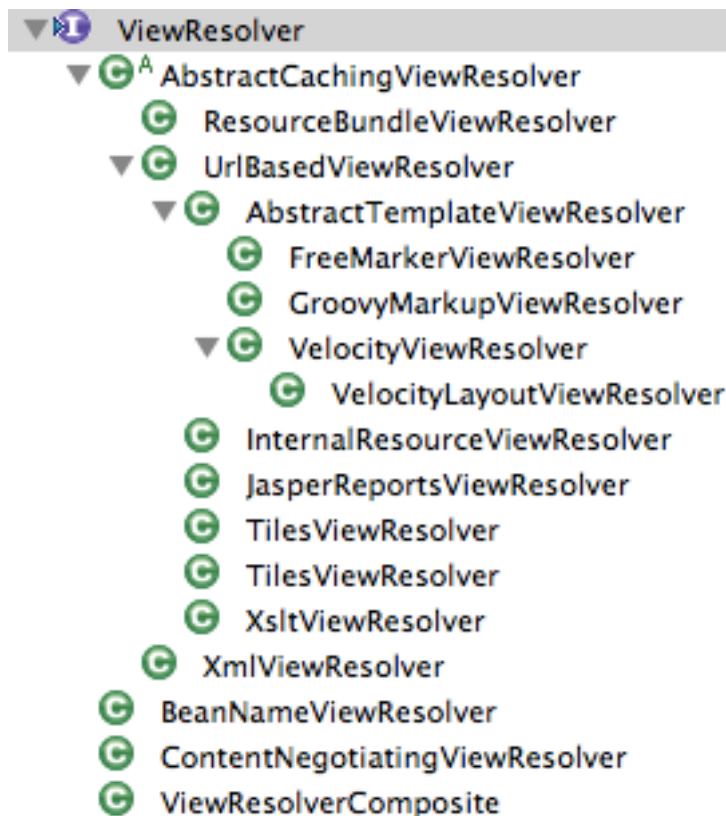 ViewResolver
AbstractCachingViewResolver
ResourceBundleViewResolver
UrlBasedViewResolver
AbstractTemplateViewResolver
FreeMarkerViewResolver
GroovyMarkupViewResolver
VelocityViewResolver
VelocityLayoutViewResolver
InternalResourceViewResolver
JasperReportsViewResolver
TilesViewResolver
TilesViewResolver
XsltViewResolver
XmlViewResolver
BeanNameViewResolver
ContentNegotiatingViewResolver
ViewResolverComposite